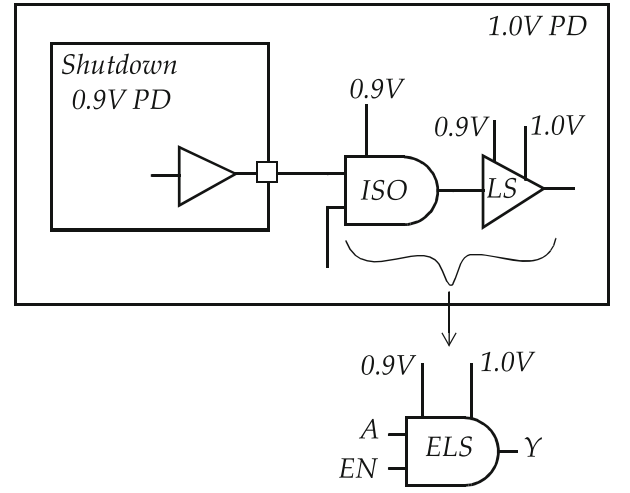 1.0V PD
Shutdown
0.9V PD
0.9V
0.9V
1.0V
ISO
LS
0.9V
1.0V
A
ELS
Y
EN